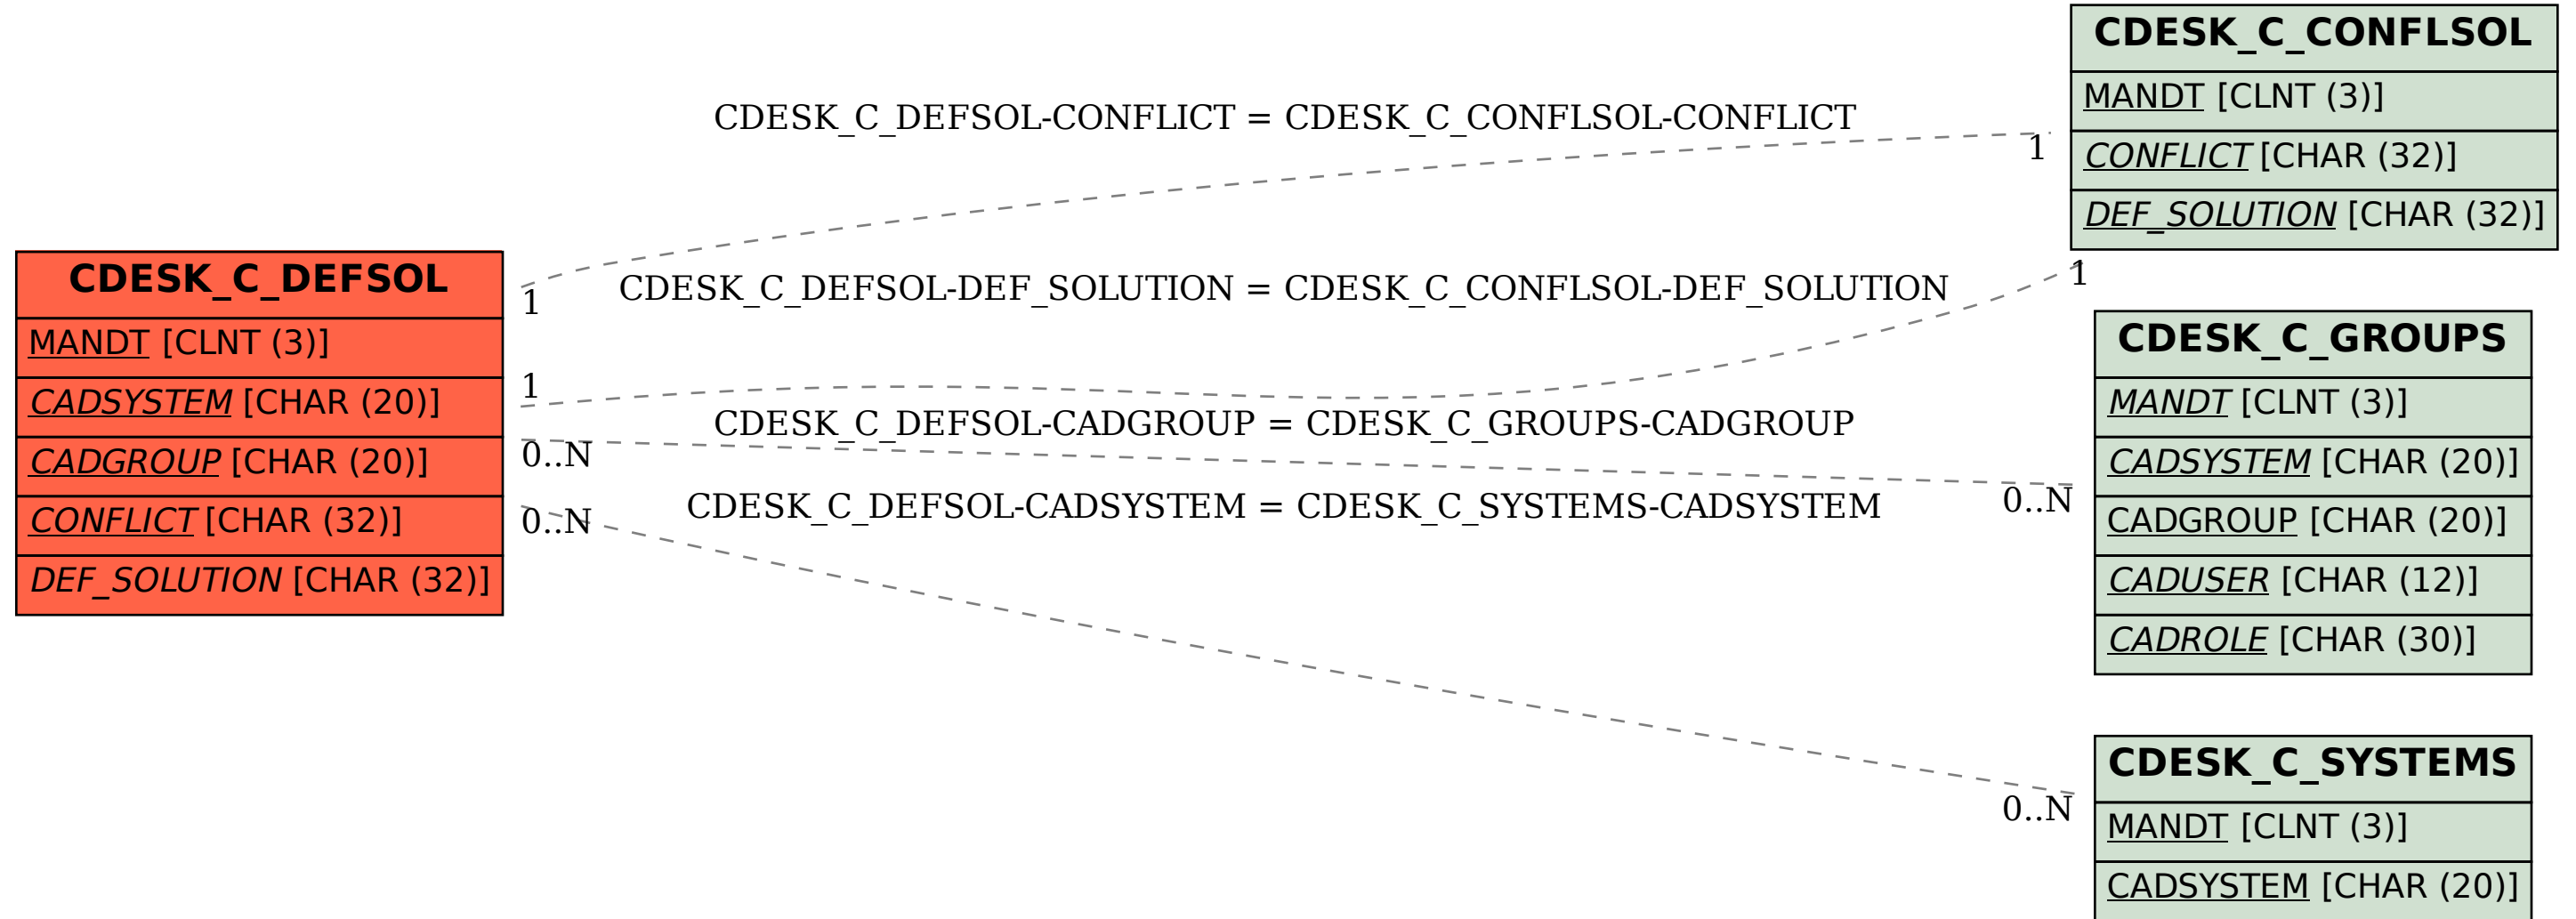 CDESK_C_CONFLSOL
MANDT [CLNT (3)]
CONFLICT [CHAR (32)]
DEF_SOLUTION [CHAR (32)]
CDESK_C_DEFSOL-CONFLICT = CDESK_C_CONFLSOL-CONFLICT
1
1
CDESK_C_DEFSOL
MANDT [CLNT (3)]
CADSYSTEM [CHAR (20)]
CADGROUP [CHAR (20)]
CONFLICT [CHAR (32)]
DEF_SOLUTION [CHAR (32)]
CDESK_C_DEFSOL-DEF_SOLUTION = CDESK_C_CONFLSOL-DEF_SOLUTION
1
1
CDESK_C_DEFSOL-CADGROUP = CDESK_C_GROUPS-CADGROUP
0..N
0..N
CDESK_C_DEFSOL-CADSYSTEM = CDESK_C_SYSTEMS-CADSYSTEM
0..N
0..N
CDESK_C_GROUPS
MANDT [CLNT (3)]
CADSYSTEM [CHAR (20)]
CADGROUP [CHAR (20)]
CADUSER [CHAR (12)]
CADROLE [CHAR (30)]
CDESK_C_SYSTEMS
MANDT [CLNT (3)]
CADSYSTEM [CHAR (20)]